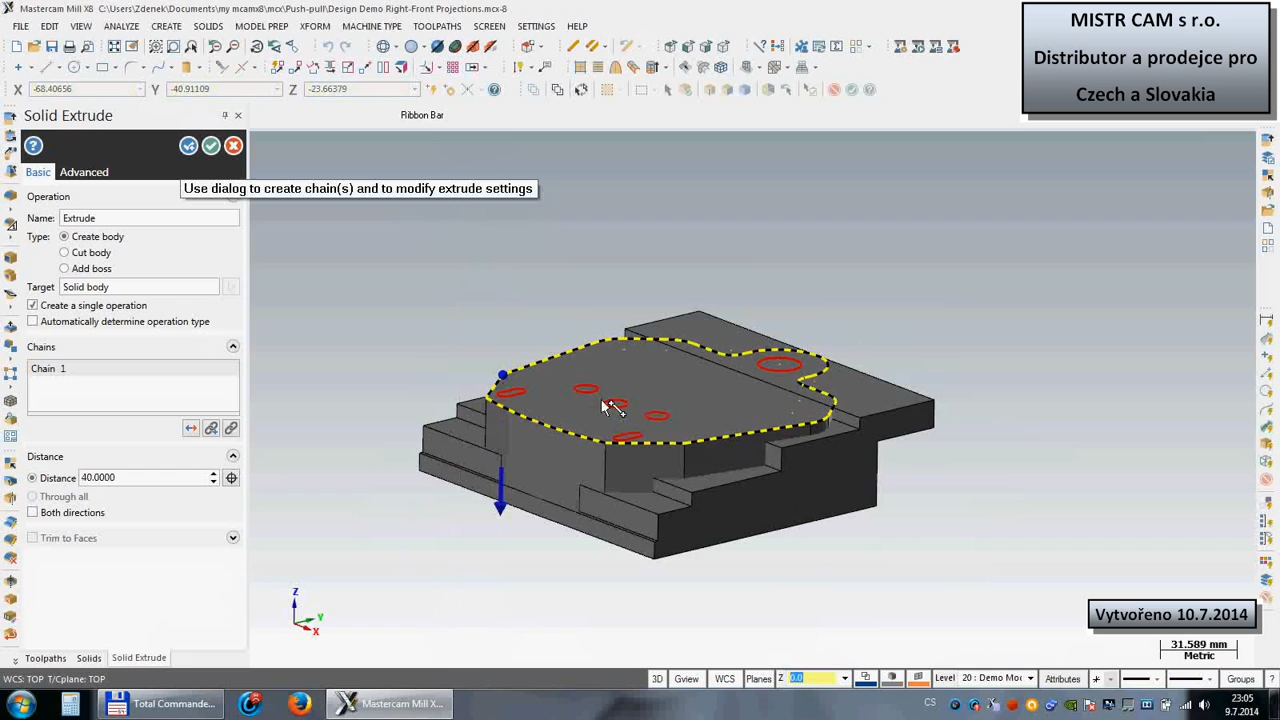 Mastercam Mill X8 - [C:\Users\Zdenek\Documents\my mcamx8\mcx\Push-pull\Design Demo Right-Front Projections.mcx-8
FILE EDIT VIEW ANALYZE CREATE SOLIDS MODEL PREP XFORM MACHINE TYPE TOOLPATHS SCREEN SETTINGS HELP
X -68.40656 Y -40.91109 Z -23.66379
MISTR CAM s r.o.
Distributor a prodejce pro
Czech a Slovakia
Solid Extrude
Ribbon Bar
Basic Advanced
Use dialog to create chain(s) and to modify extrude settings
Operation
Name: Extrude
Type: Create body
Cut body
Add boss
Target Solid body
Create a single operation
Automatically determine operation type
Chains
Chain 1
Distance
Distance 40.0000
Through all
Both directions
Trim to Faces
Z
Y
X
Vytvořeno 10.7.2014
31.589 mm
Metric
Toolpaths Solids Solid Extrude
WCS: TOP T/Cplane: TOP
3D Gview WCS Planes Z 0.0 Level 20 : Demo Moc Attributes Groups ?
Total Commande...
Mastercam Mill X...
CS
23:05
9.7.2014